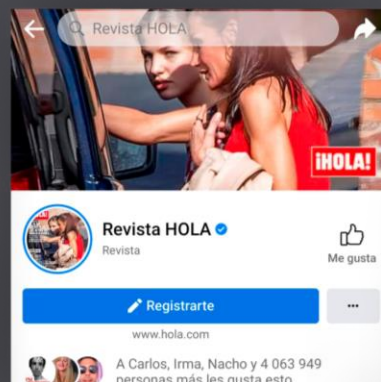 Revista HOLA
¡HOLA!
Revista HOLA
Revista
Me gusta
Registrarte
www.hola.com
A Carlos, Irma, Nacho y 4 063 949
personas más les gusta esto